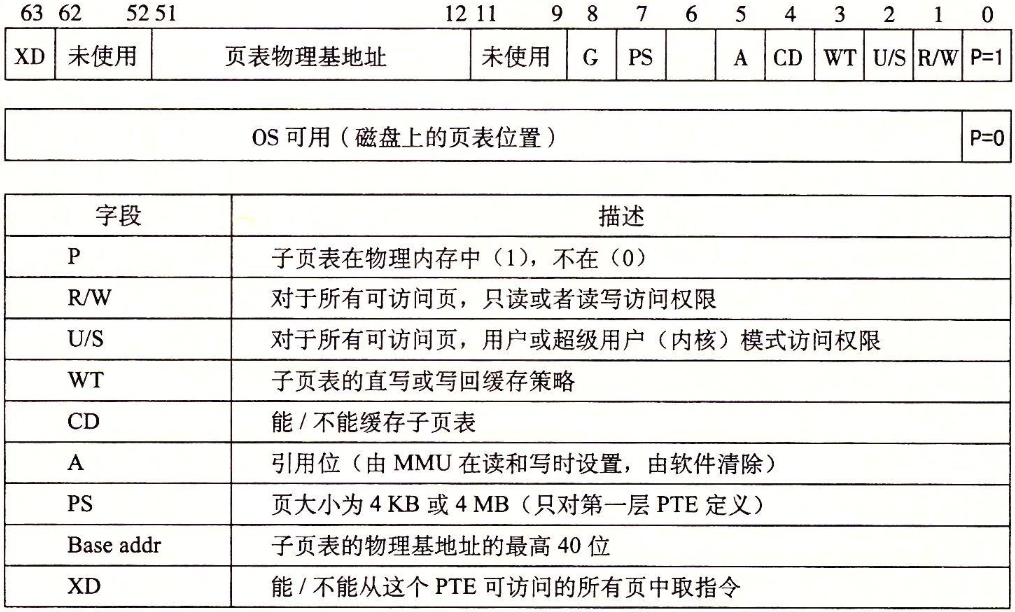 63 62 52 51 12 11 9 8 7 6 5 4 3 2 1 0
XD 未使用 页表物理基地址 未使用 G PS A CD WT U/S R/W P=1
OS 可用（磁盘上的页表位置） P=0
字段 描述
P 子页表在物理内存中（1），不在（0）
R/W 对于所有可访问页，只读或者读写访问权限
U/S 对于所有可访问页，用户或超级用户（内核）模式访问权限
WT 子页表的直写或写回缓存策略
CD 能 / 不能缓存子页表
A 引用位（由 MMU 在读和写时设置，由软件清除）
PS 页大小为 4 KB 或 4 MB（只对第一层 PTE 定义）
Base addr 子页表的物理基地址的最高 40 位
XD 能 / 不能从这个 PTE 可访问的所有页中取指令